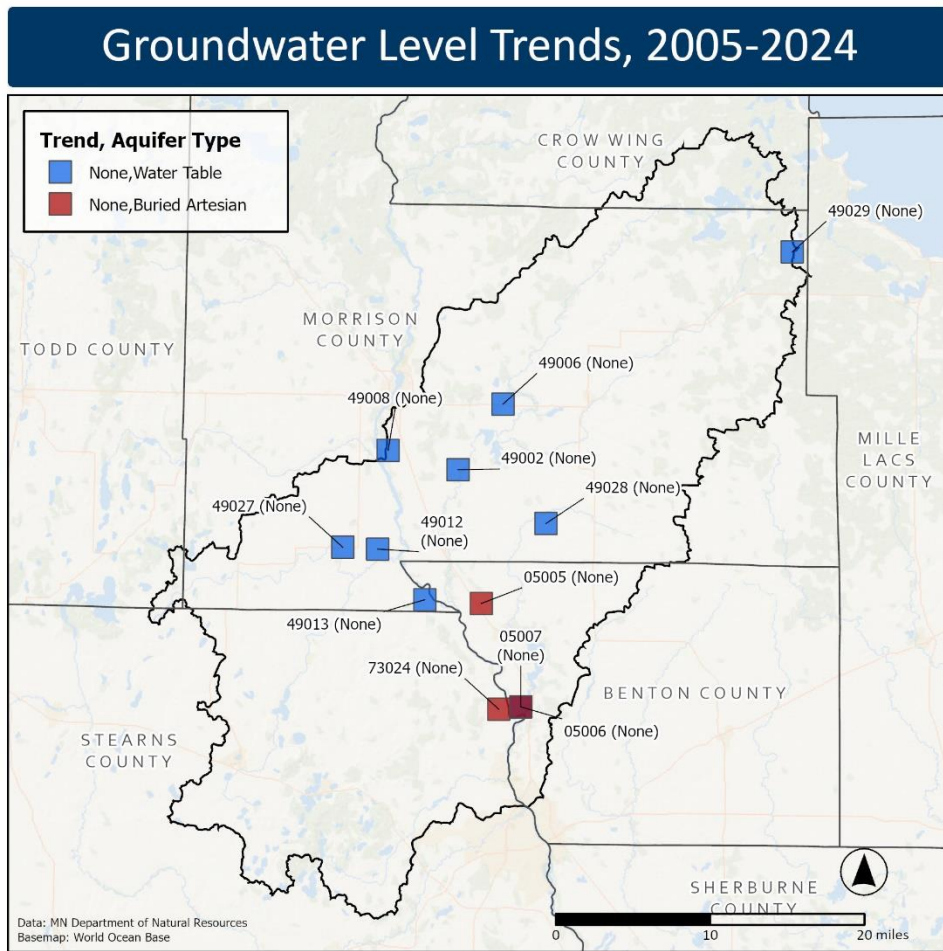 Groundwater Level Trends, 2005-2024
Trend, Aquifer Type
None,Water Table
None,Buried Artesian
CROW WING
COUNTY
49029 (None)
MORRISON
COUNTY
TODD COUNTY
49006 (None)
49008 (None)
MILLE
LACS
COUNTY
49002 (None)
49028 (None)
49027 (None)
49012
(None)
05005 (None)
49013 (None)
05007
(None)
73024 (None)
BENTON COUNTY
05006 (None)
STEARNS
COUNTY
SHERBURNE
COUNTY
Data: MN Department of Natural Resources
Basemap: World Ocean Base
0 10 20 miles